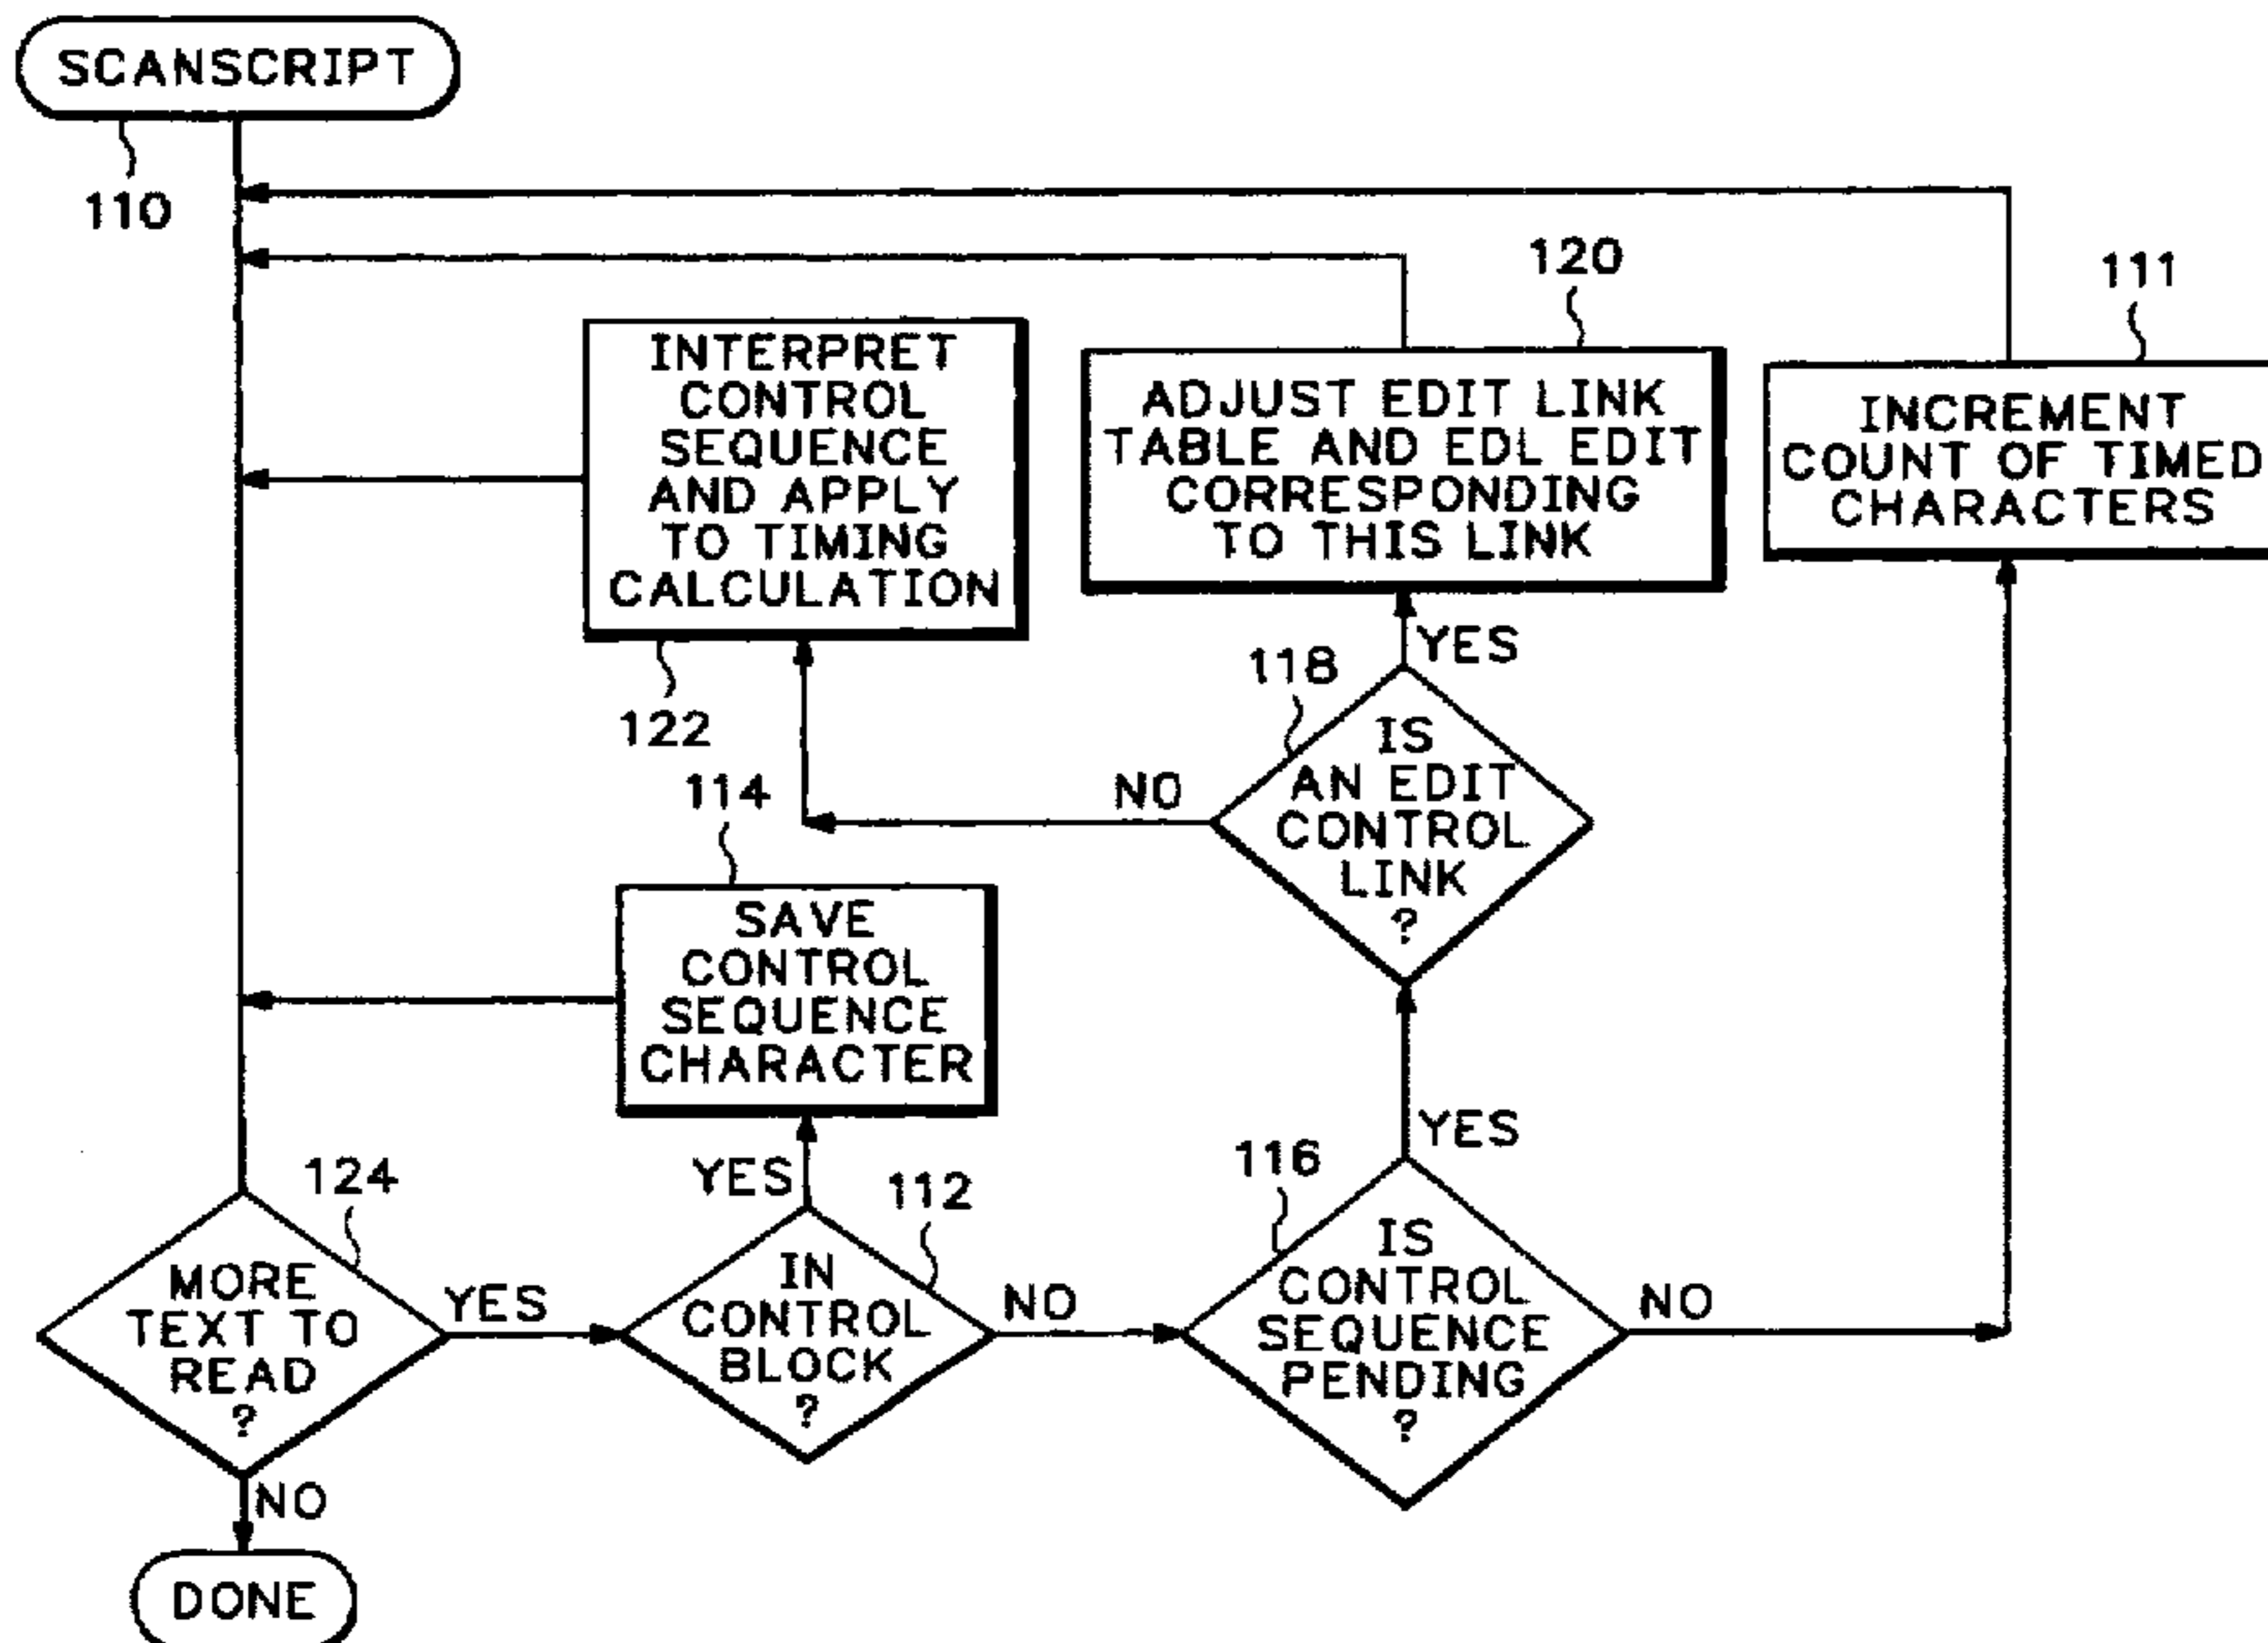 SCANSCRIPT
110
120
111
INTERPRET
CONTROL
SEQUENCE
AND APPLY
TO TIMING
CALCULATION
122
ADJUST EDIT LINK
TABLE AND EDL EDIT
CORRESPONDING
TO THIS LINK
INCREMENT
COUNT OF TIMED
CHARACTERS
YES
118
IS
AN EDIT
CONTROL
LINK
?
NO
114
SAVE
CONTROL
SEQUENCE
CHARACTER
YES
YES
124
112
116
MORE
TEXT TO
READ
?
YES
IN
CONTROL
BLOCK
?
NO
IS
CONTROL
SEQUENCE
PENDING
?
NO
NO
DONE